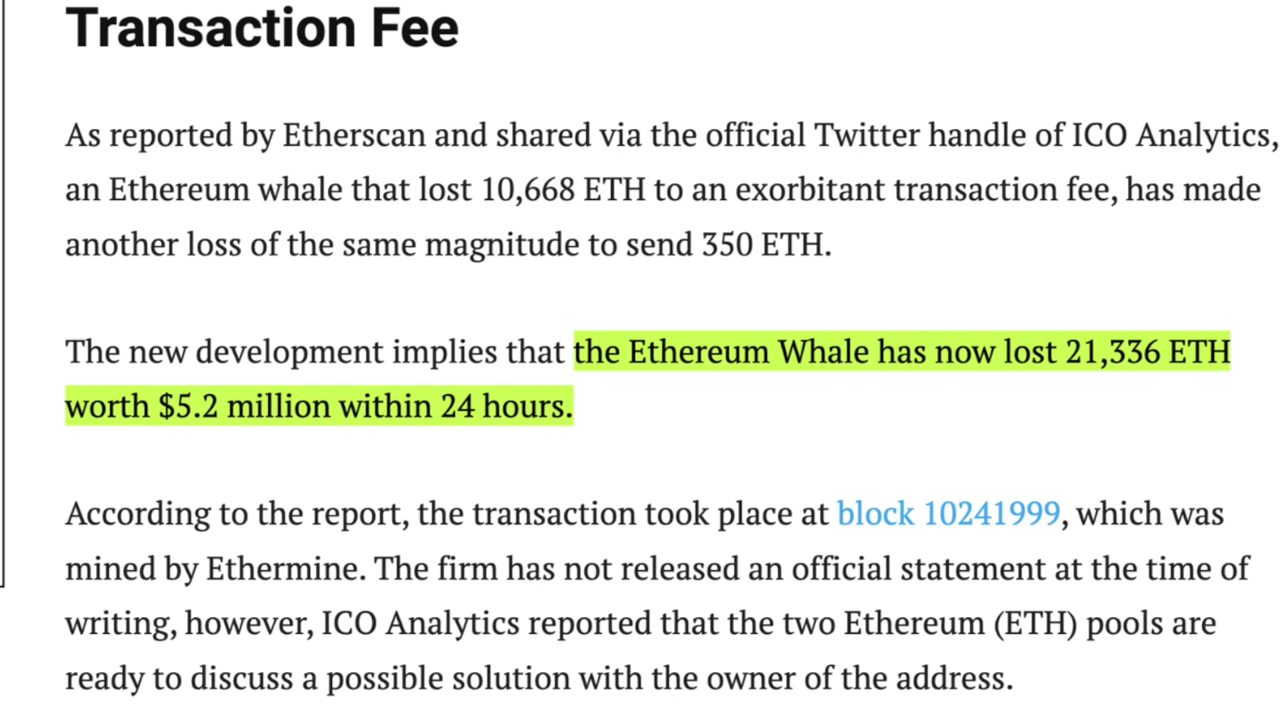 Transaction Fee
As reported by Etherscan and shared via the official Twitter handle of ICO Analytics,
an Ethereum whale that lost 10,668 ETH to an exorbitant transaction fee, has made
another loss of the same magnitude to send 350 ETH.
The new development implies that the Ethereum Whale has now lost 21,336 ETH
worth $5.2 million within 24 hours.
According to the report, the transaction took place at block 10241999, which was
mined by Ethermine. The firm has not released an official statement at the time of
writing, however, ICO Analytics reported that the two Ethereum (ETH) pools are
ready to discuss a possible solution with the owner of the address.